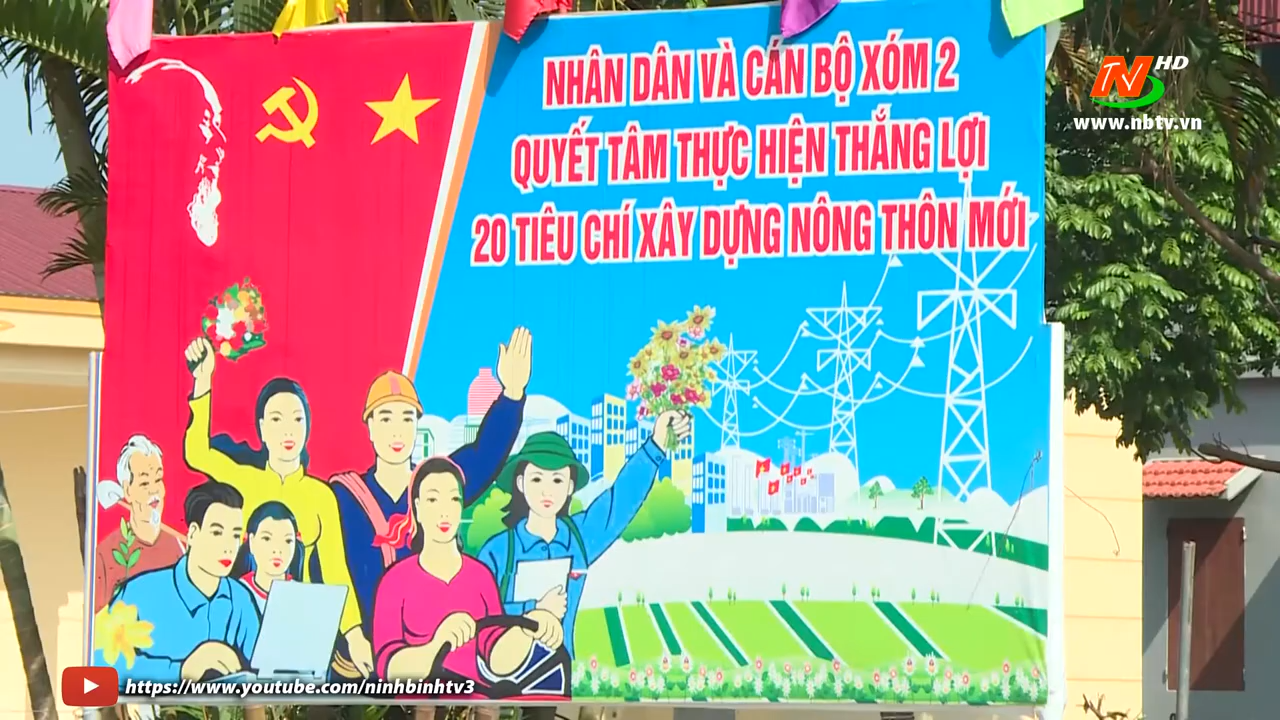 NHÂN DÂN VÀ CÁN BỘ XÓM 2
QUYẾT TÂM THỰC HIỆN THẮNG LỢI
20 TIÊU CHÍ XÂY DỰNG NÔNG THÔN MỚI
NTV HD
www.nbtv.vn
https://www.youtube.com/ninhbinhtv3